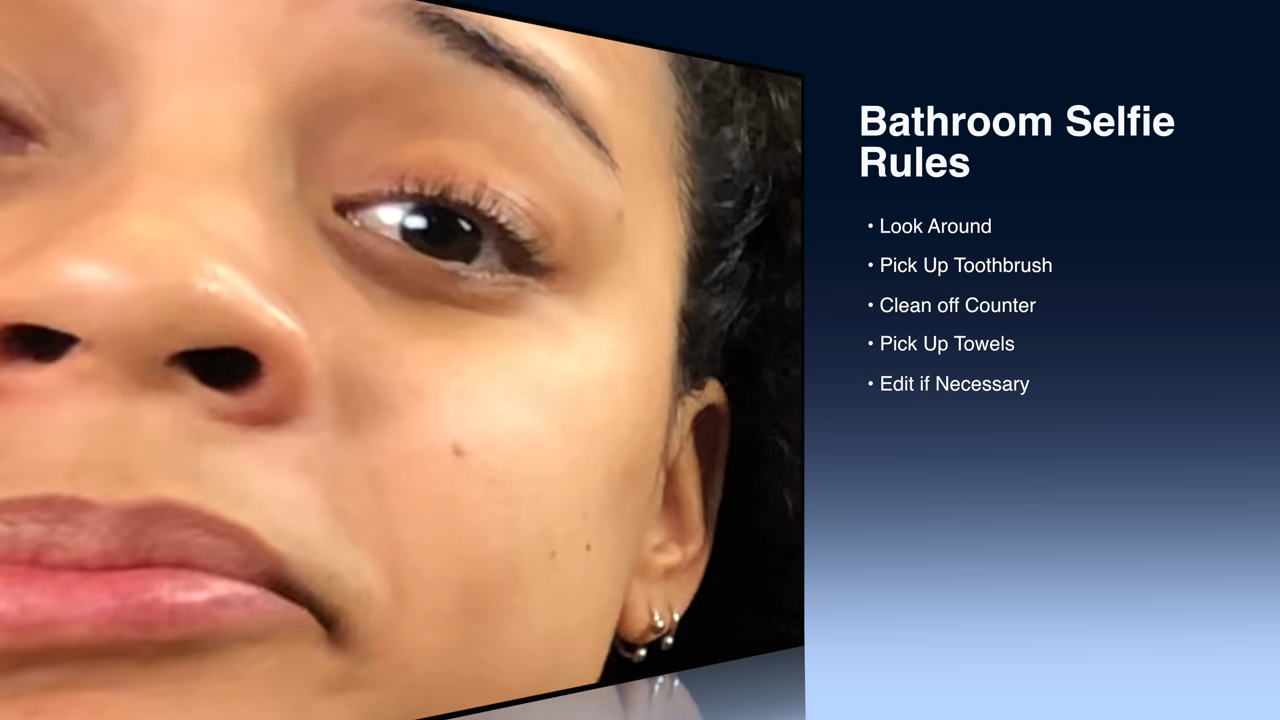 Bathroom Selfie
Rules
• Look Around
• Pick Up Toothbrush
• Clean off Counter
• Pick Up Towels
• Edit if Necessary